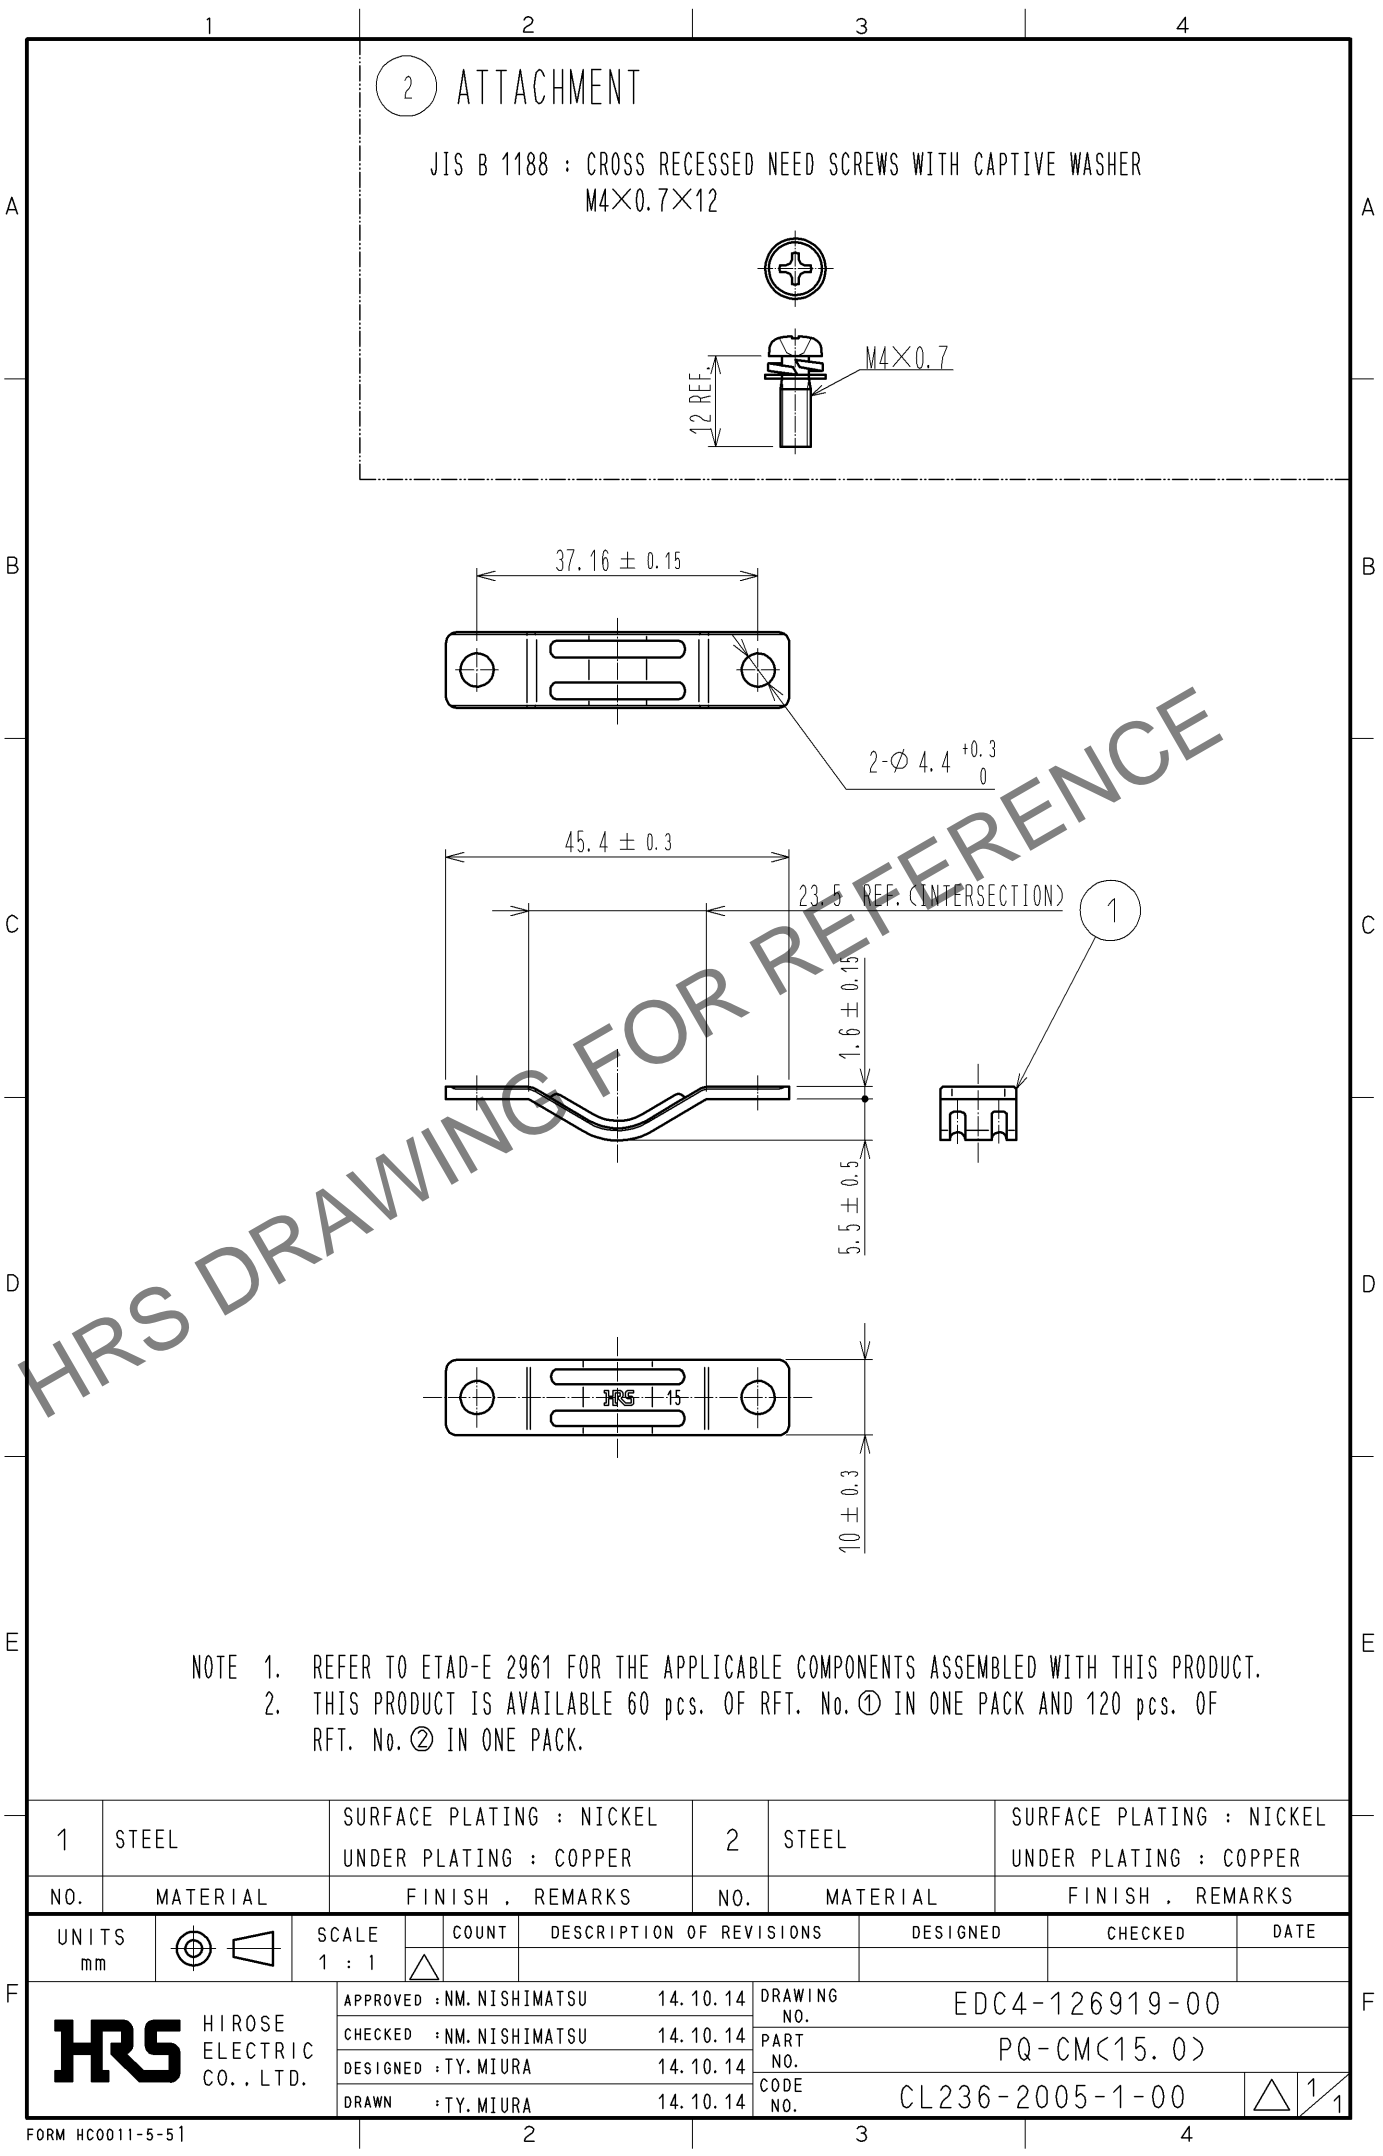 1 2 3 4
2 ATTACHMENT
JIS B 1188 : CROSS RECESSED NEED SCREWS WITH CAPTIVE WASHER
M4×0.7×12
A A
M4×0.7
12 REF.
B B
37.16 ± 0.15
2-Ø 4.4 +0.3
0
45.4 ± 0.3
23.5 REF.(INTERSECTION)
1
C C
1.6 ± 0.15
5.5 ± 0.5
HRS DRAWING FOR REFERENCE
D D
HRS 15
10 ± 0.3
E E
NOTE 1. REFER TO ETAD-E 2961 FOR THE APPLICABLE COMPONENTS ASSEMBLED WITH THIS PRODUCT.
2. THIS PRODUCT IS AVAILABLE 60 pcs. OF RFT. No.① IN ONE PACK AND 120 pcs. OF
RFT. No.② IN ONE PACK.
1 STEEL SURFACE PLATING : NICKEL 2 STEEL SURFACE PLATING : NICKEL
UNDER PLATING : COPPER UNDER PLATING : COPPER
NO. MATERIAL FINISH , REMARKS NO. MATERIAL FINISH , REMARKS
UNITS SCALE COUNT DESCRIPTION OF REVISIONS DESIGNED CHECKED DATE
mm 1 : 1
F F
HRS HIROSE
ELECTRIC
CO.,LTD.
APPROVED :NM.NISHIMATSU 14.10.14
CHECKED :NM.NISHIMATSU 14.10.14
DESIGNED :TY.MIURA 14.10.14
DRAWN :TY.MIURA 14.10.14
DRAWING
NO. EDC4-126919-00
PART
NO. PQ-CM(15.0)
CODE
NO. CL236-2005-1-00 1/1
FORM HC0011-5-51
2 3 4